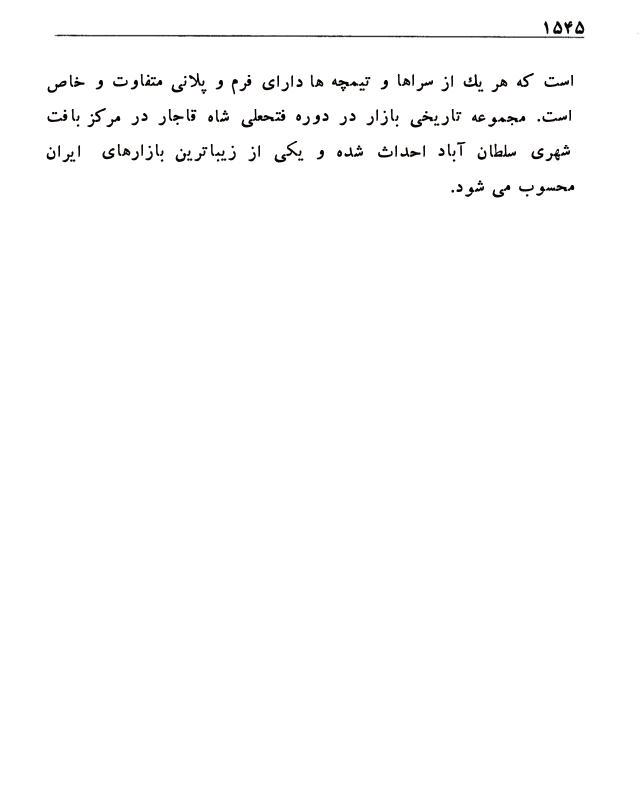 ۱۵۴۵
است که هر یك از سراها و تیمچه ها دارای فرم و پلانی متفاوت و خاص
است. مجموعه تاریخی بازار در دوره فتحعلی شاه قاجار در مرکز بافت
شهری سلطان آباد احداث شده و یکی از زیباترین بازارهای ایران
محسوب می شود.